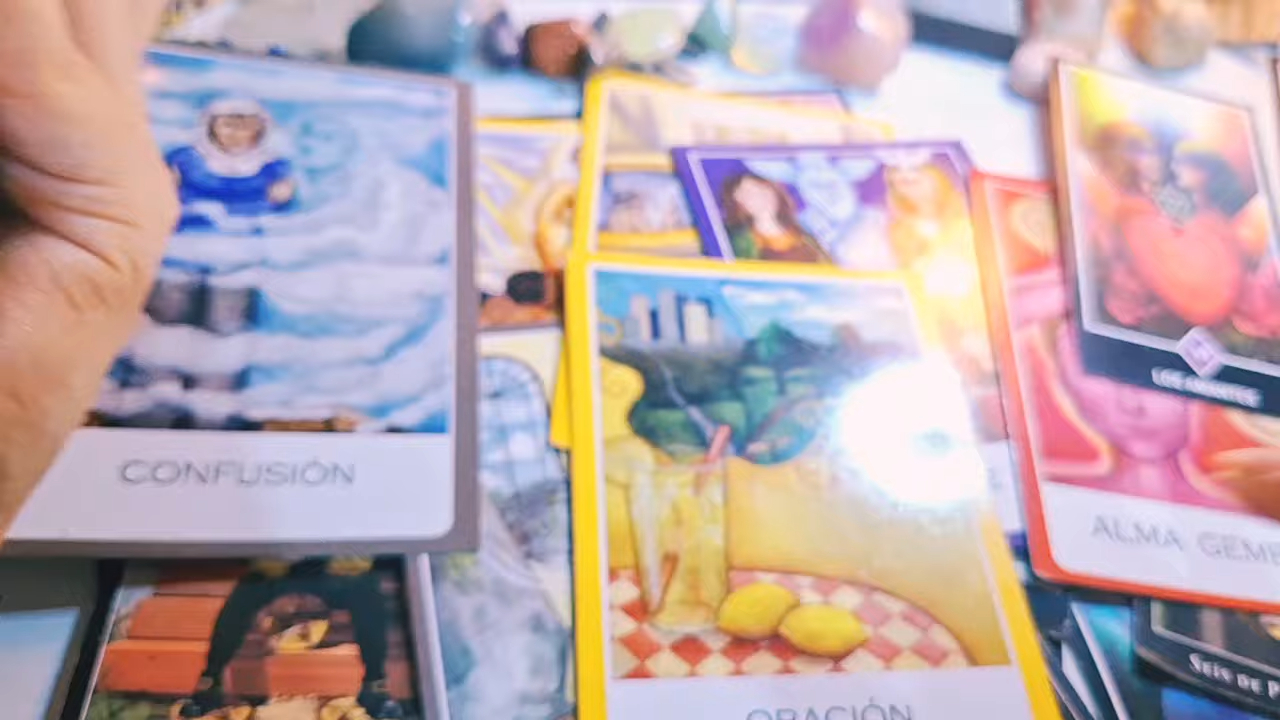 CONFUSIÓN
LOS AMANTES
ALMA GEME
SEIS DE P
ORACIÓN